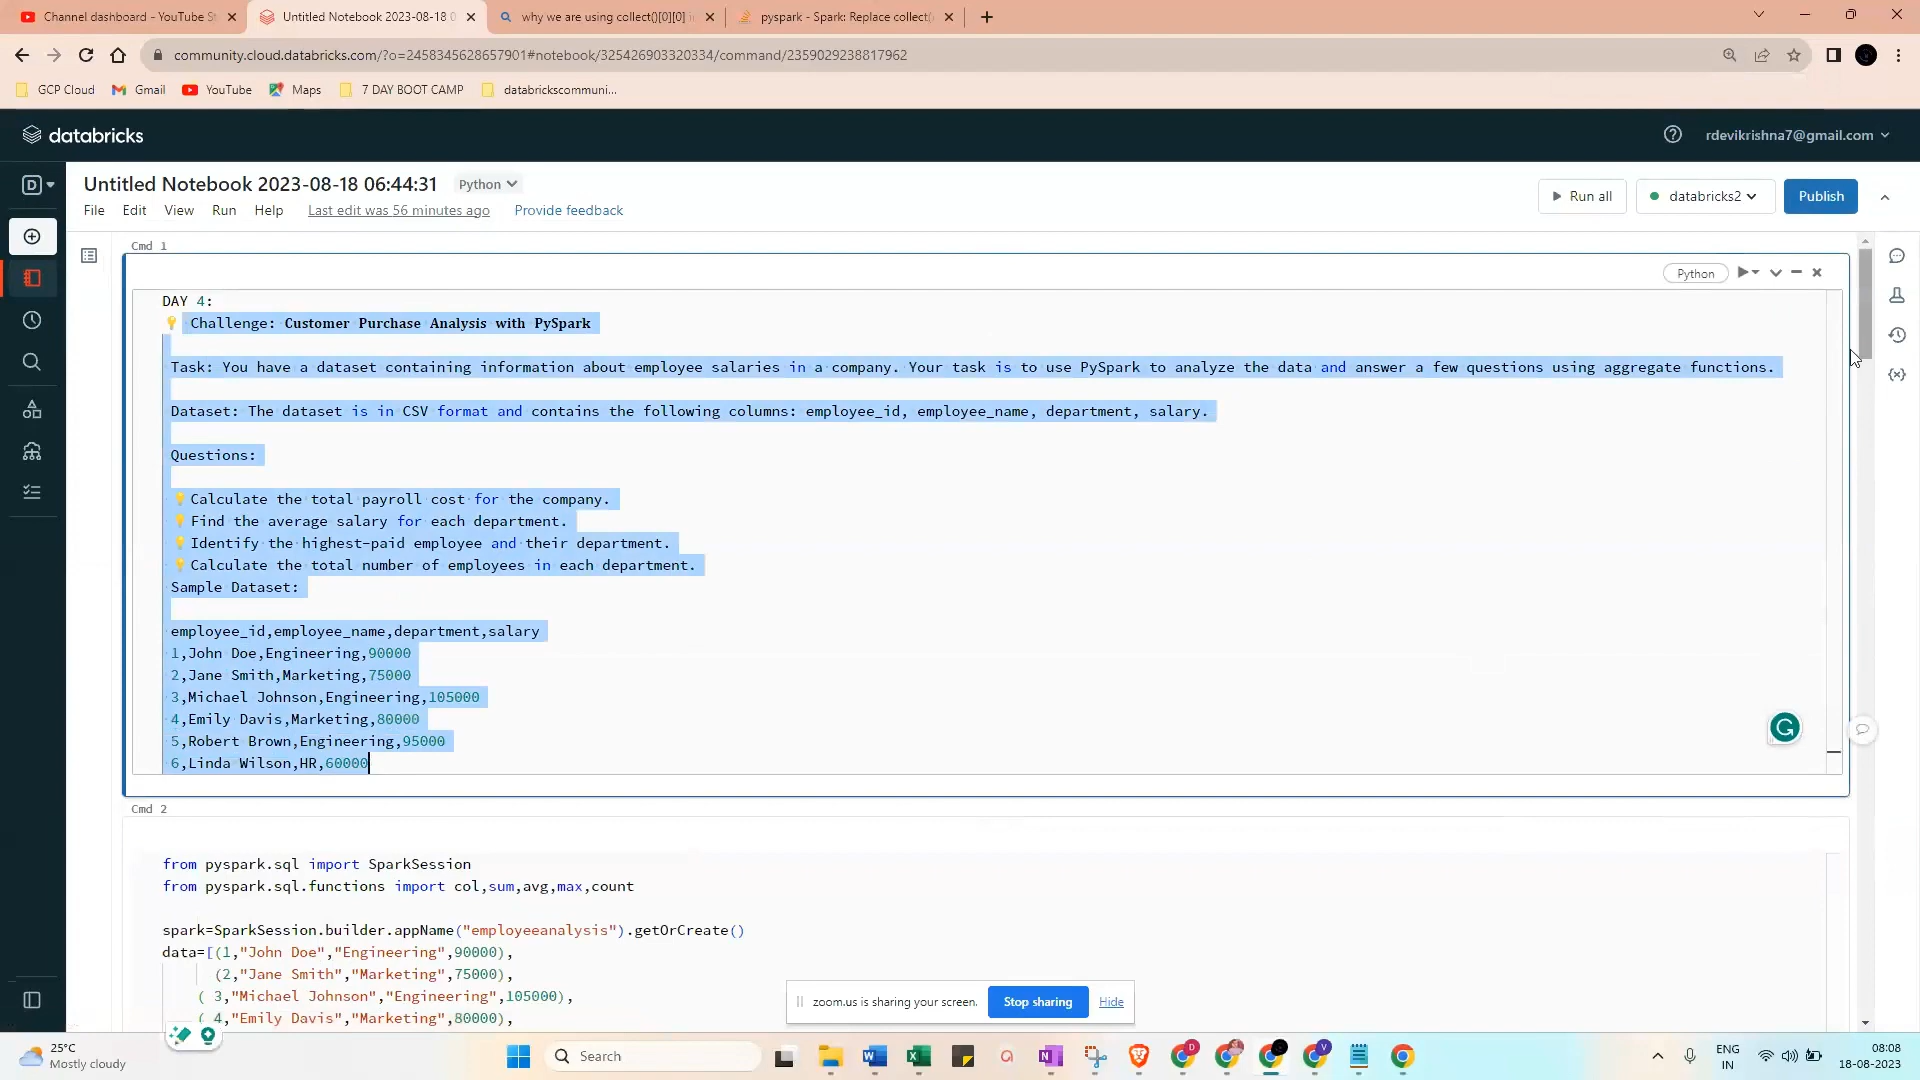 Channel dashboard - YouTube St
Untitled Notebook 2023-08-18 0
why we are using collect()[0][0] i
pyspark - Spark: Replace collect(
community.cloud.databricks.com/?o=2458345628657901#notebook/325426903320334/command/2359029238817962
GCP Cloud
Gmail
YouTube
Maps
7 DAY BOOT CAMP
databrickscommuni...
databricks
rdevikrishna7@gmail.com
D
Untitled Notebook 2023-08-18 06:44:31
Python
File
Edit
View
Run
Help
Last edit was 56 minutes ago
Provide feedback
Run all
databricks2
Publish
Cmd 1
Python
DAY 4:
Challenge: Customer Purchase Analysis with PySpark
Task: You have a dataset containing information about employee salaries in a company. Your task is to use PySpark to analyze the data and answer a few questions using aggregate functions.
Dataset: The dataset is in CSV format and contains the following columns: employee_id, employee_name, department, salary.
Questions:
Calculate the total payroll cost for the company.
Find the average salary for each department.
Identify the highest-paid employee and their department.
Calculate the total number of employees in each department.
Sample Dataset:
employee_id,employee_name,department,salary
1,John Doe,Engineering,90000
2,Jane Smith,Marketing,75000
3,Michael Johnson,Engineering,105000
4,Emily Davis,Marketing,80000
5,Robert Brown,Engineering,95000
6,Linda Wilson,HR,60000
Cmd 2
from pyspark.sql import SparkSession
from pyspark.sql.functions import col,sum,avg,max,count
spark=SparkSession.builder.appName("employeeanalysis").getOrCreate()
data=[(1,"John Doe","Engineering",90000),
(2,"Jane Smith","Marketing",75000),
( 3,"Michael Johnson","Engineering",105000),
( 4,"Emily Davis","Marketing",80000),
zoom.us is sharing your screen.
Stop sharing
Hide
25°C
Mostly cloudy
Search
ENG
IN
08:08
18-08-2023